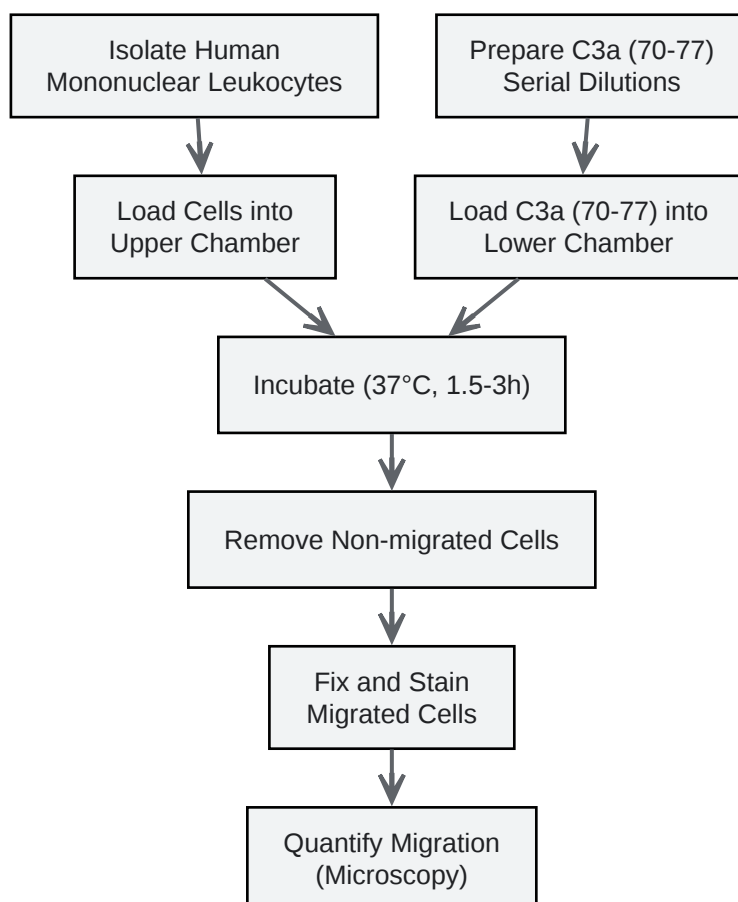 Isolate Human
Mononuclear Leukocytes
Prepare C3a (70-77)
Serial Dilutions
Load Cells into
Upper Chamber
Load C3a (70-77) into
Lower Chamber
Incubate (37°C, 1.5-3h)
Remove Non-migrated Cells
Fix and Stain
Migrated Cells
Quantify Migration
(Microscopy)